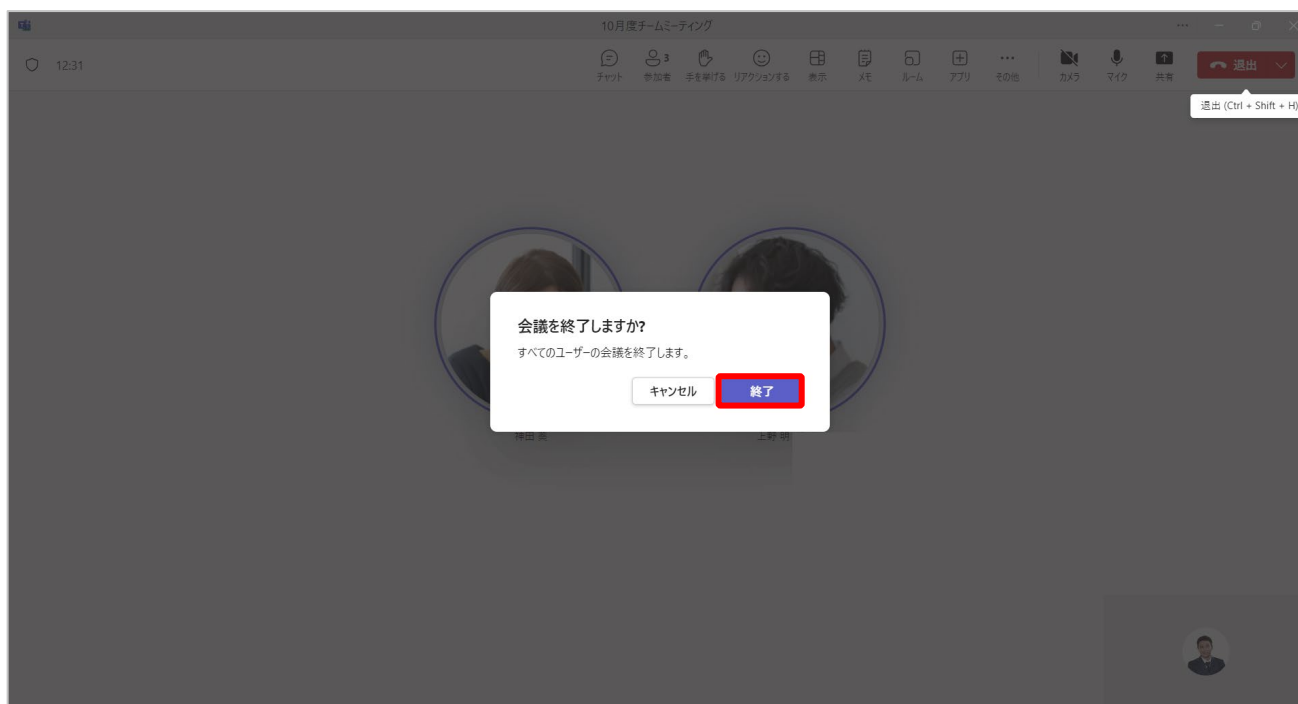 10月度チームミーティング
12:31
チャット
参加者 3
手を挙げる
リアクションする
表示
メモ
ルーム
アプリ
その他
カメラ
マイク
共有
退出
退出 (Ctrl + Shift + H)
会議を終了しますか?
すべてのユーザーの会議を終了します。
キャンセル
終了
上野 明